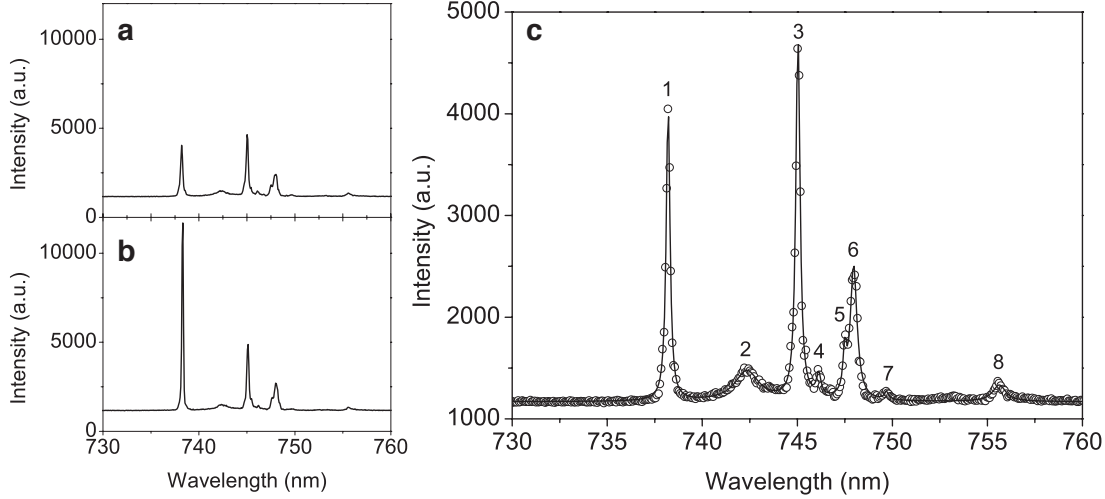 a
10000
5000
0
Intensity (a.u.)
b
10000
5000
0
Intensity (a.u.)
730 740 750 760
Wavelength (nm)
c
5000
4000
3000
2000
1000
Intensity (a.u.)
1
2
3
4
5
6
7
8
730 735 740 745 750 755 760
Wavelength (nm)